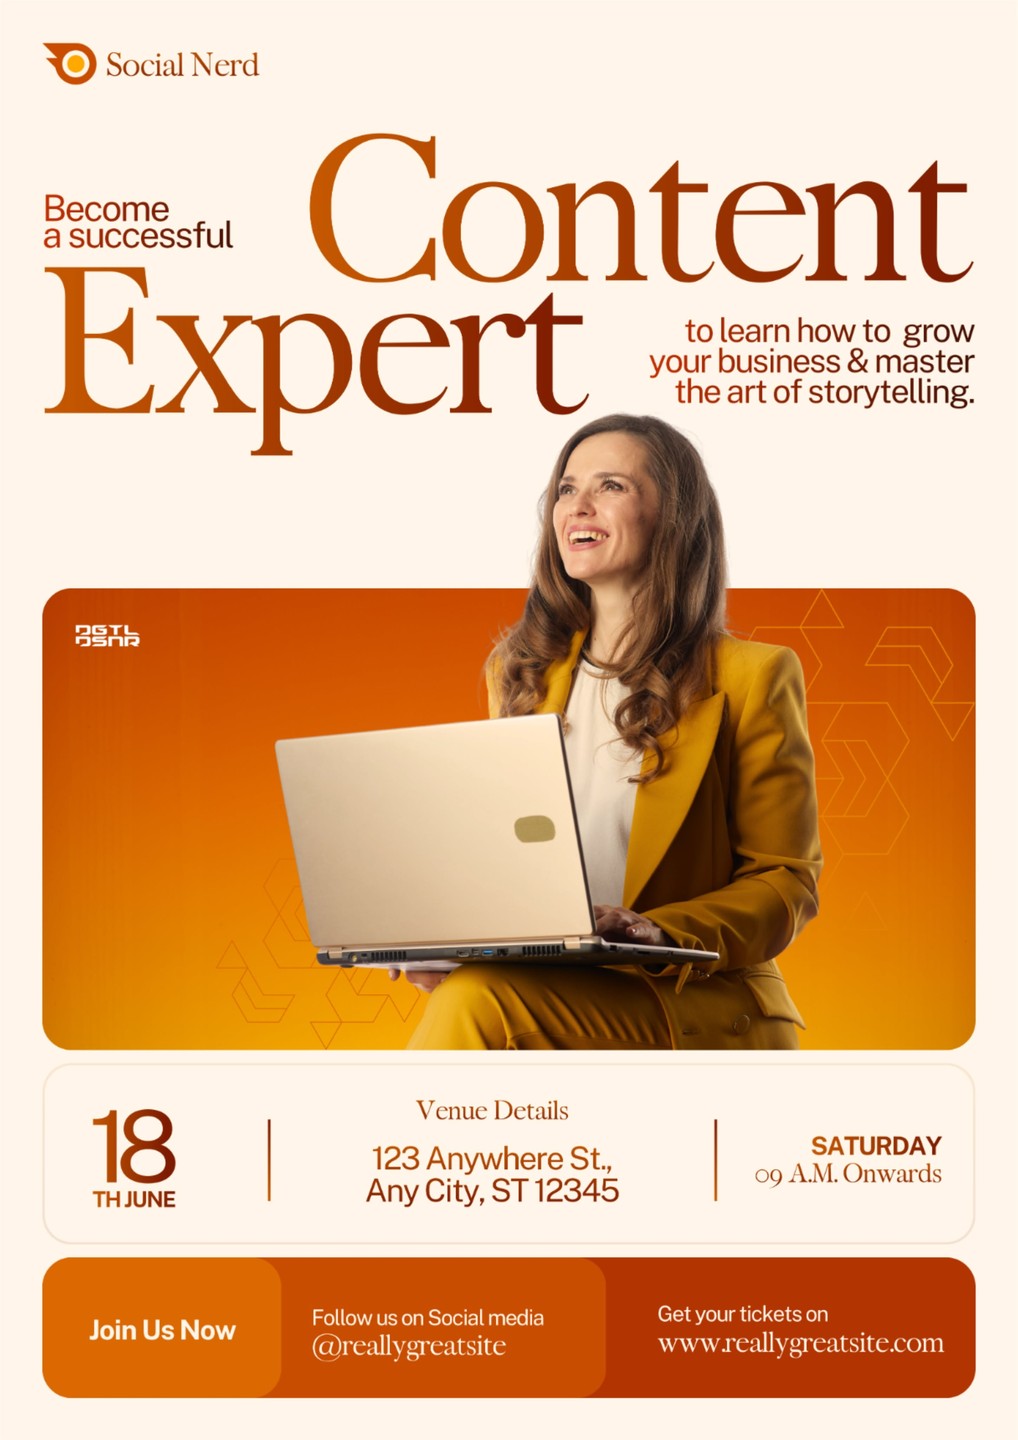 Social Nerd
Become
a successful
Content
Expert
to learn how to grow
your business & master
the art of storytelling.
DGTL
DSNR
18
TH JUNE
Venue Details
123 Anywhere St.,
Any City, ST 12345
SATURDAY
09 A.M. Onwards
Join Us Now
Follow us on Social media
@reallygreatsite
Get your tickets on
www.reallygreatsite.com